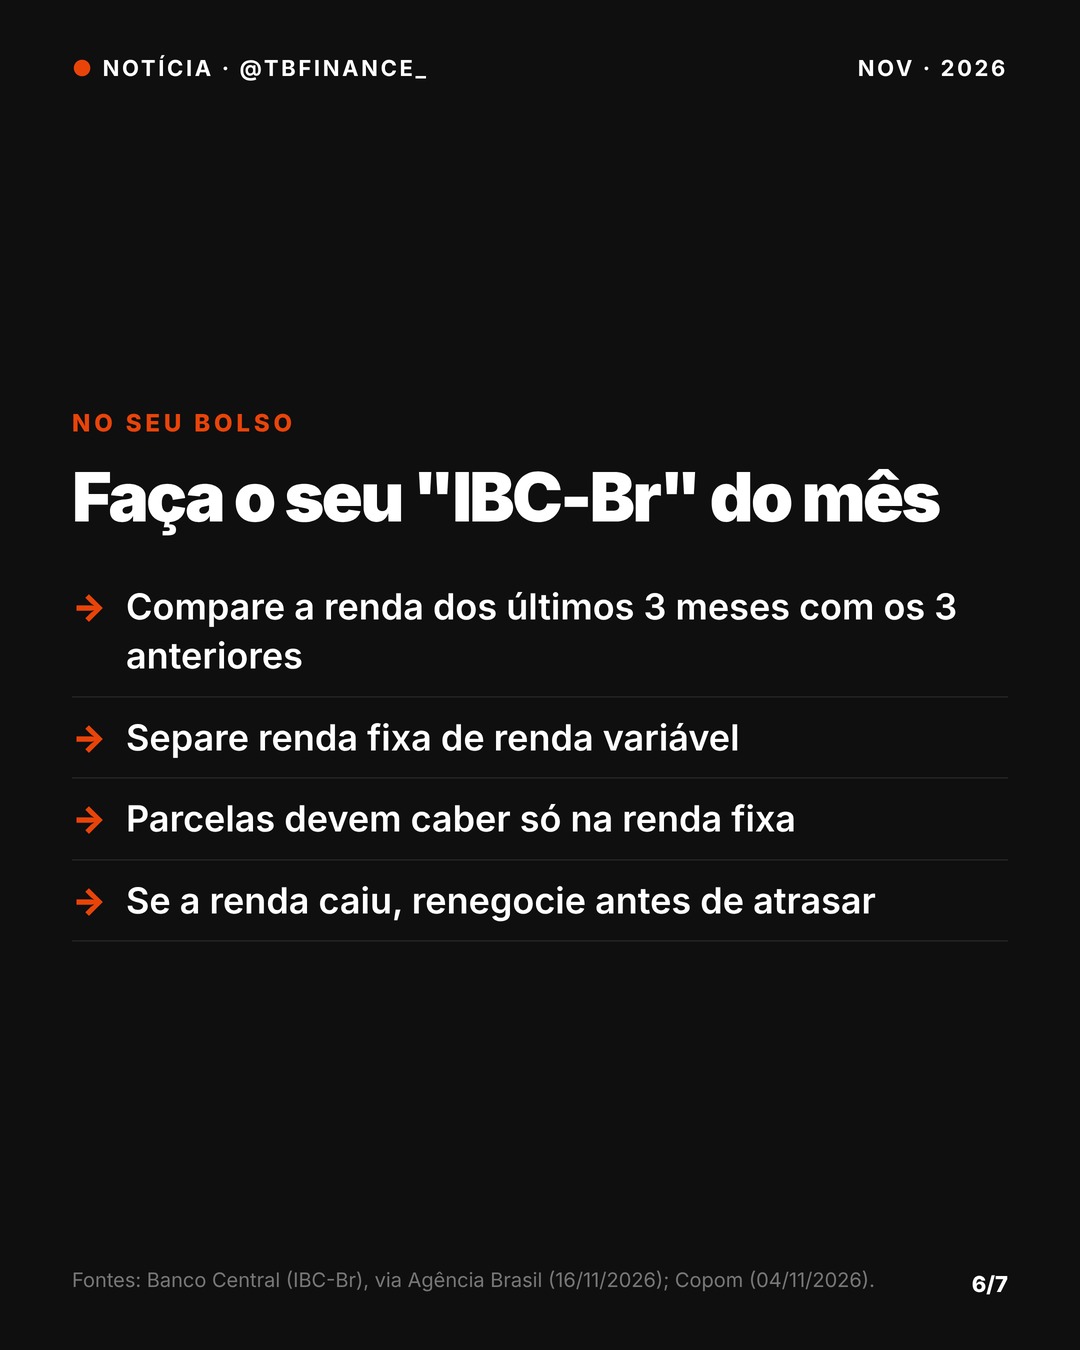 NOTÍCIA · @TBFINANCE_
NOV · 2026
NO SEU BOLSO
Faça o seu "IBC-Br" do mês
→ Compare a renda dos últimos 3 meses com os 3
anteriores
→ Separe renda fixa de renda variável
→ Parcelas devem caber só na renda fixa
→ Se a renda caiu, renegocie antes de atrasar
Fontes: Banco Central (IBC-Br), via Agência Brasil (16/11/2026); Copom (04/11/2026).
6/7